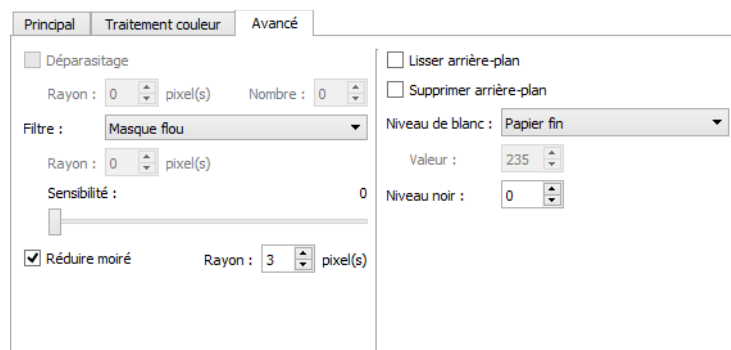 Principal Traitement couleur Avancé
Déparasitage
Rayon : 0 pixel(s) Nombre : 0
Filtre : Masque flou
Rayon : 0 pixel(s)
Sensibilité : 0
Réduire moiré Rayon : 3 pixel(s)
Lisser arrière-plan
Supprimer arrière-plan
Niveau de blanc : Papier fin
Valeur : 235
Niveau noir : 0